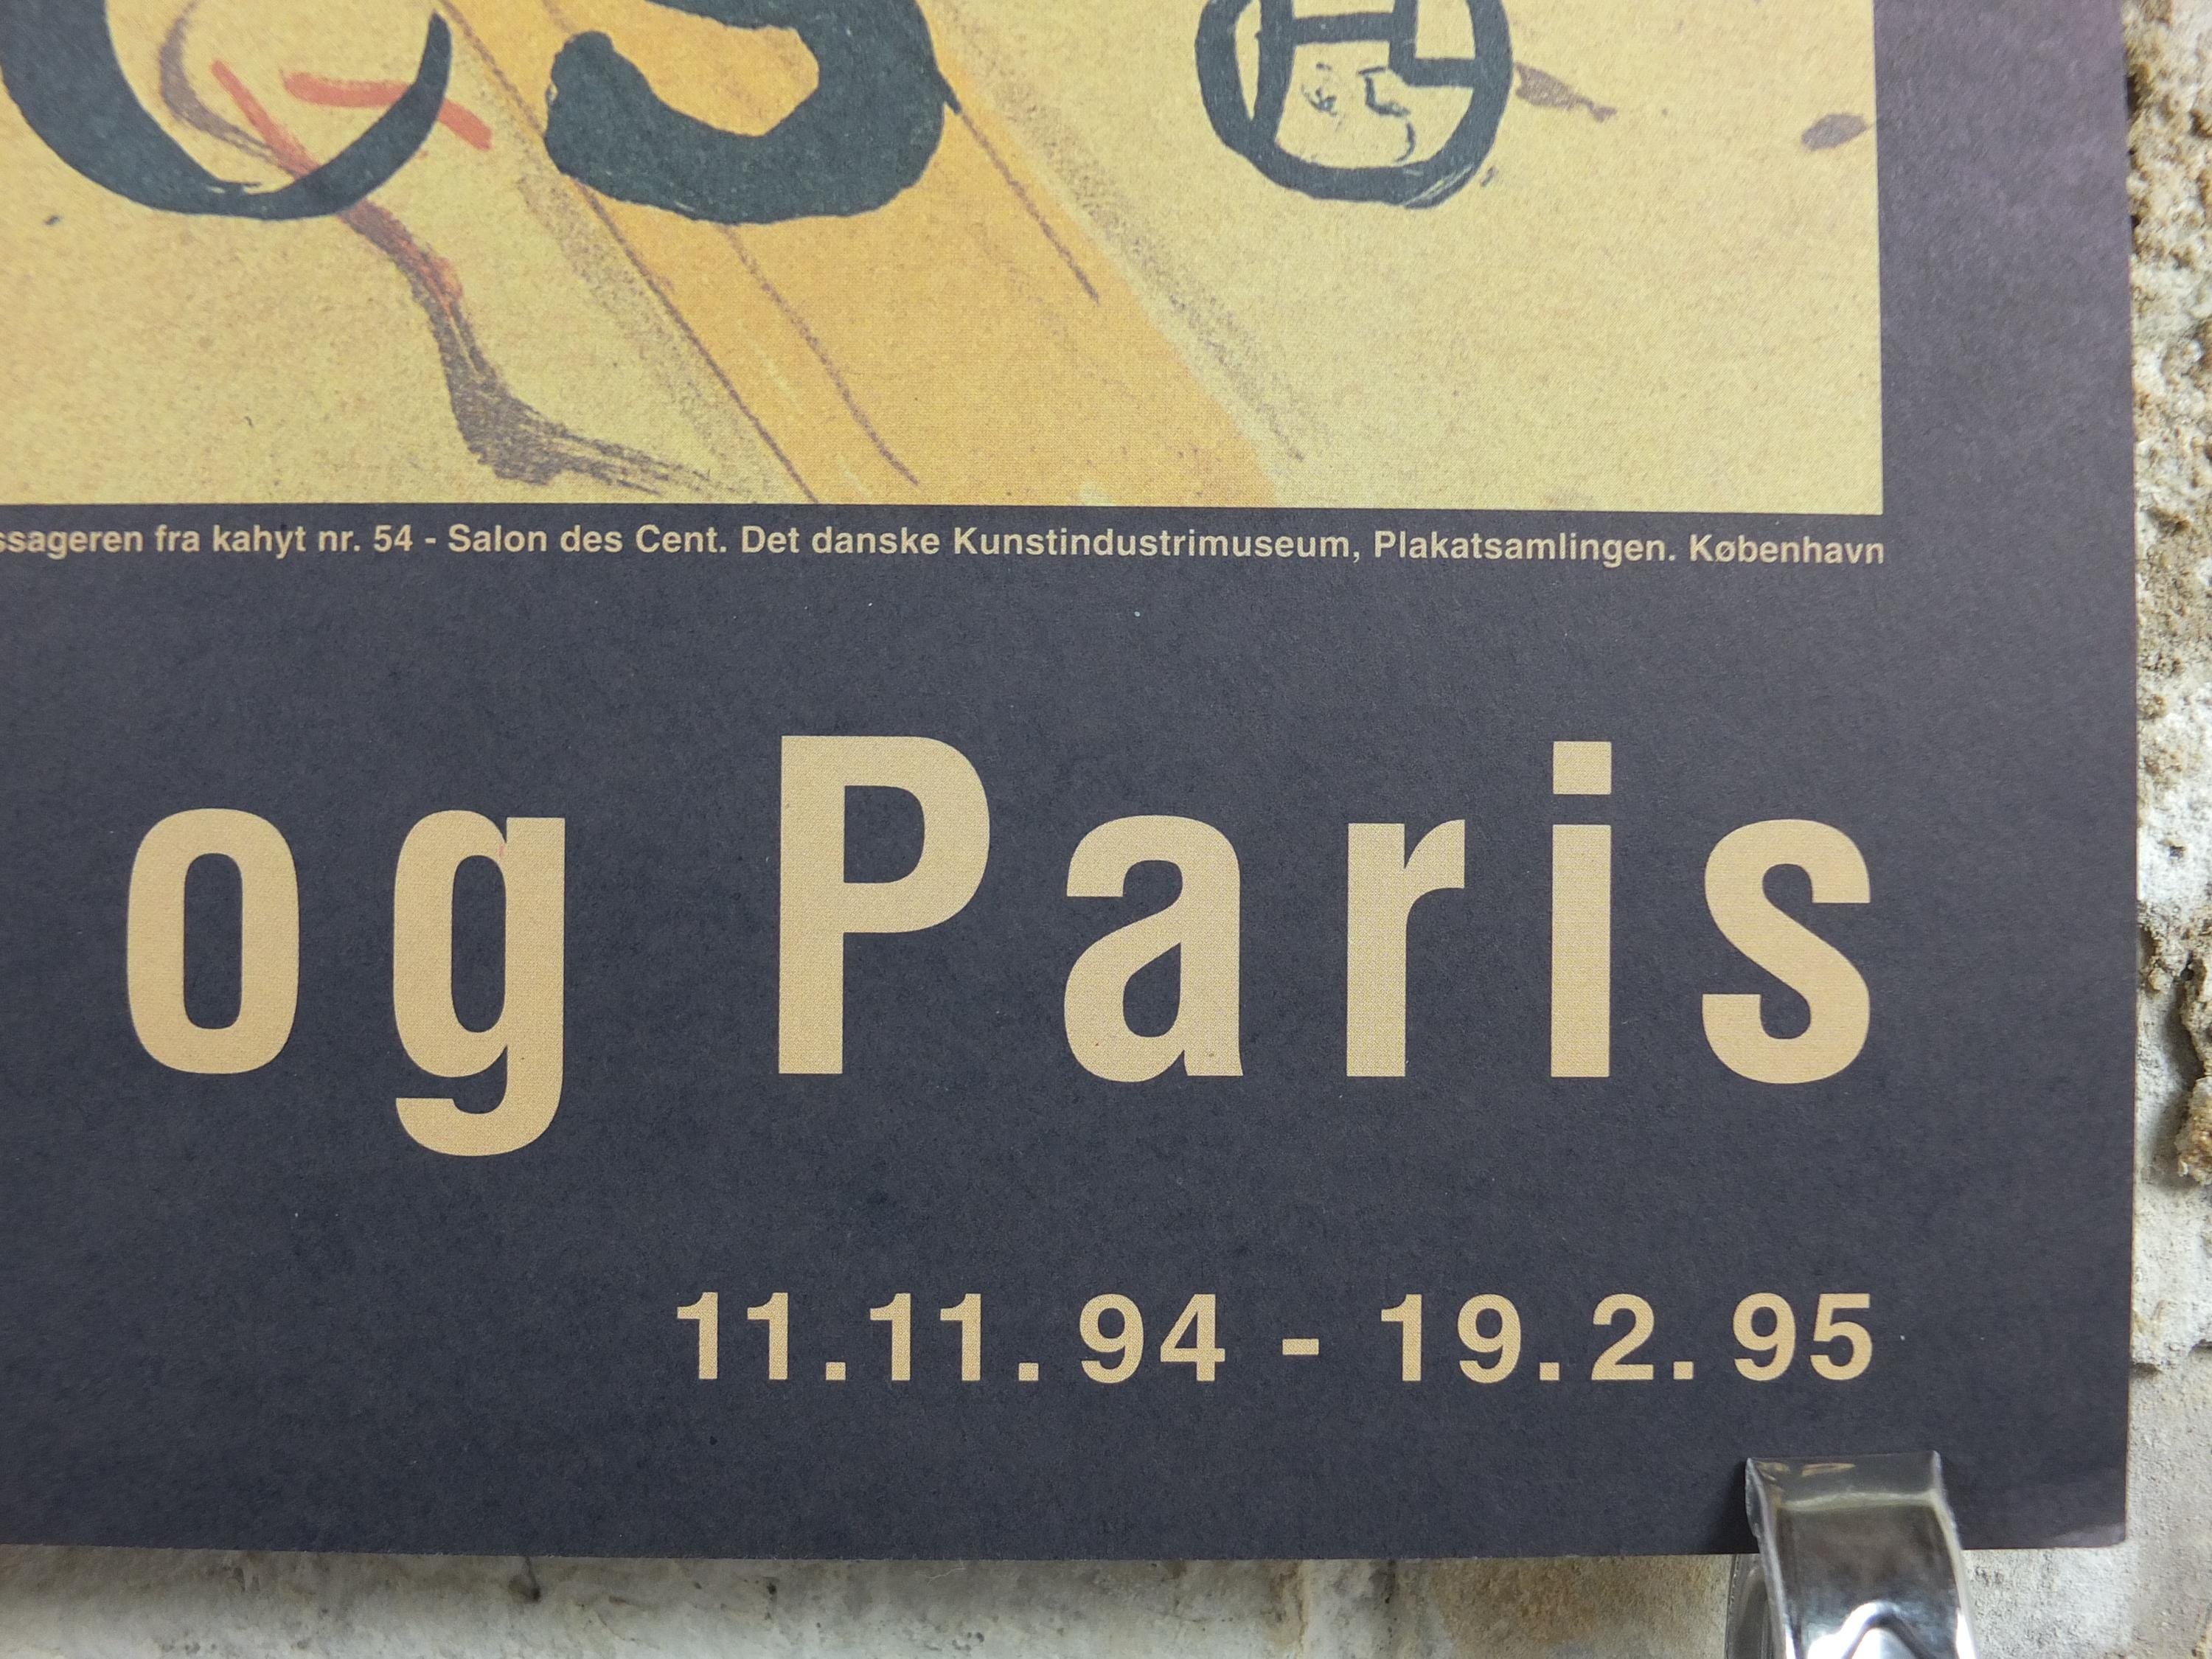 ssageren fra kahyt nr. 54 - Salon des Cent. Det danske Kunstindustrimuseum, Plakatsamlingen. København
og Paris
11.11.94 - 19.2.95